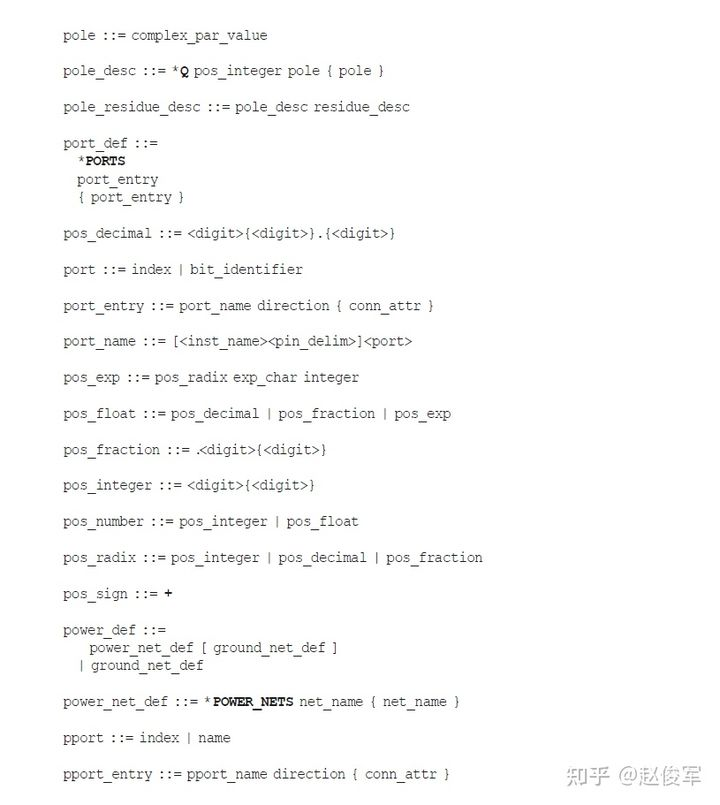 pole ::= complex_par_value
pole_desc ::= *Q pos_integer pole { pole }
pole_residue_desc ::= pole_desc residue_desc
port_def ::=
*PORTS
port_entry
{ port_entry }
pos_decimal ::= <digit>{<digit>}.{<digit>}
port ::= index | bit_identifier
port_entry ::= port_name direction { conn_attr }
port_name ::= [<inst_name><pin_delim>]<port>
pos_exp ::= pos_radix exp_char integer
pos_float ::= pos_decimal | pos_fraction | pos_exp
pos_fraction ::= .<digit>{<digit>}
pos_integer ::= <digit>{<digit>}
pos_number ::= pos_integer | pos_float
pos_radix ::= pos_integer | pos_decimal | pos_fraction
pos_sign ::= +
power_def ::=
power_net_def [ ground_net_def ]
| ground_net_def
power_net_def ::= *POWER_NETS net_name { net_name }
pport ::= index | name
pport_entry ::= pport_name direction { conn_attr }
知乎 @赵俊军